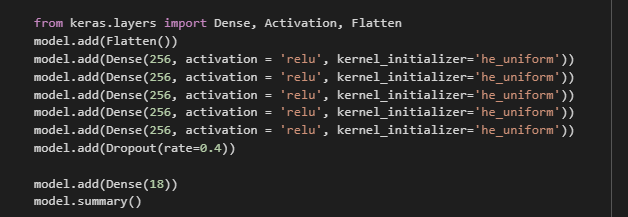 from keras.layers import Dense, Activation, Flatten
model.add(Flatten())
model.add(Dense(256, activation = 'relu', kernel_initializer='he_uniform'))
model.add(Dense(256, activation = 'relu', kernel_initializer='he_uniform'))
model.add(Dense(256, activation = 'relu', kernel_initializer='he_uniform'))
model.add(Dense(256, activation = 'relu', kernel_initializer='he_uniform'))
model.add(Dense(256, activation = 'relu', kernel_initializer='he_uniform'))
model.add(Dropout(rate=0.4))
model.add(Dense(18))
model.summary()